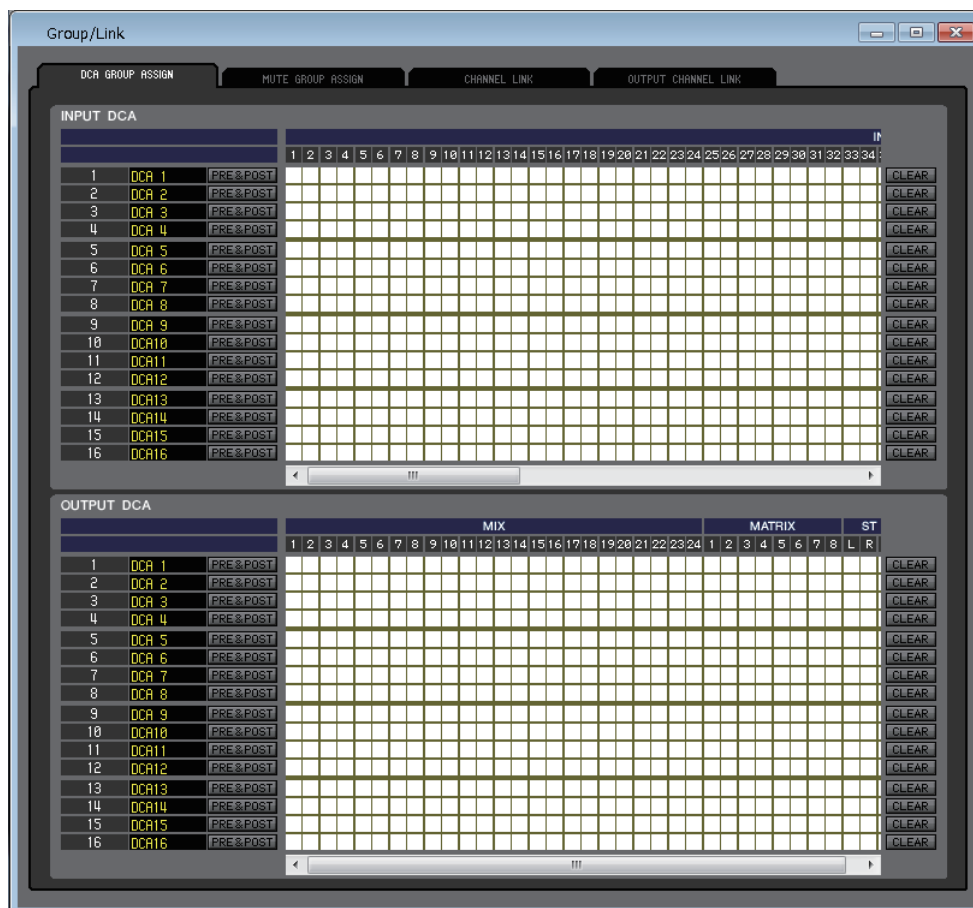 Group/Link
DCA GROUP ASSIGN MUTE GROUP ASSIGN CHANNEL LINK OUTPUT CHANNEL LINK
INPUT DCA
1 2 3 4 5 6 7 8 9 10 11 12 13 14 15 16 17 18 19 20 21 22 23 24 25 26 27 28 29 30 31 32 33 34
1 DCA 1 PRE&POST CLEAR
2 DCA 2 PRE&POST CLEAR
3 DCA 3 PRE&POST CLEAR
4 DCA 4 PRE&POST CLEAR
5 DCA 5 PRE&POST CLEAR
6 DCA 6 PRE&POST CLEAR
7 DCA 7 PRE&POST CLEAR
8 DCA 8 PRE&POST CLEAR
9 DCA 9 PRE&POST CLEAR
10 DCA10 PRE&POST CLEAR
11 DCA11 PRE&POST CLEAR
12 DCA12 PRE&POST CLEAR
13 DCA13 PRE&POST CLEAR
14 DCA14 PRE&POST CLEAR
15 DCA15 PRE&POST CLEAR
16 DCA16 PRE&POST CLEAR
OUTPUT DCA
MIX MATRIX ST
1 2 3 4 5 6 7 8 9 10 11 12 13 14 15 16 17 18 19 20 21 22 23 24 1 2 3 4 5 6 7 8 L R
1 DCA 1 PRE&POST CLEAR
2 DCA 2 PRE&POST CLEAR
3 DCA 3 PRE&POST CLEAR
4 DCA 4 PRE&POST CLEAR
5 DCA 5 PRE&POST CLEAR
6 DCA 6 PRE&POST CLEAR
7 DCA 7 PRE&POST CLEAR
8 DCA 8 PRE&POST CLEAR
9 DCA 9 PRE&POST CLEAR
10 DCA10 PRE&POST CLEAR
11 DCA11 PRE&POST CLEAR
12 DCA12 PRE&POST CLEAR
13 DCA13 PRE&POST CLEAR
14 DCA14 PRE&POST CLEAR
15 DCA15 PRE&POST CLEAR
16 DCA16 PRE&POST CLEAR